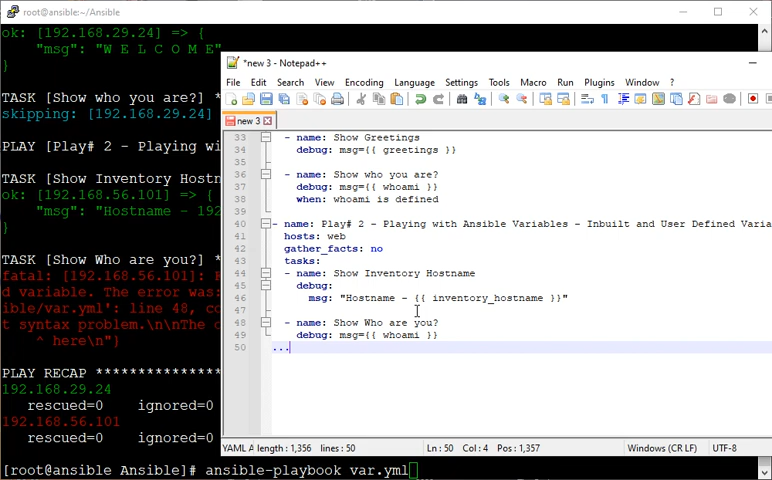 root@ansible:~/Ansible
ok: [192.168.29.24] => {
    "msg": "W E L C O M E"
}
TASK [Show who you are?] *
skipping: [192.168.29.24]
PLAY [Play# 2 - Playing wi
TASK [Show Inventory Hostn
ok: [192.168.56.101] => {
    "msg": "Hostname - 192
}
TASK [Show Who are you?] *
fatal: [192.168.56.101]: F
d variable. The error was:
ible/var.yml': line 48, co
t syntax problem.\n\nThe o
    ^ here\n"}
PLAY RECAP ****************
192.168.29.24
    rescued=0    ignored=0
192.168.56.101
    rescued=0    ignored=0
[root@ansible Ansible]# ansible-playbook var.yml
*new 3 - Notepad++
File Edit Search View Encoding Language Settings Tools Macro Run Plugins Window ?
new 3
33   - name: Show Greetings
34     debug: msg={{ greetings }}
35
36   - name: Show who you are?
37     debug: msg={{ whoami }}
38     when: whoami is defined
39
40 - name: Play# 2 - Playing with Ansible Variables - Inbuilt and User Defined Varia
41   hosts: web
42   gather_facts: no
43   tasks:
44   - name: Show Inventory Hostname
45     debug:
46       msg: "Hostname - {{ inventory_hostname }}"
47
48   - name: Show Who are you?
49     debug: msg={{ whoami }}
50 ...
YAML A length : 1,356 lines : 50 Ln : 50 Col : 4 Pos : 1,357 Windows (CR LF) UTF-8